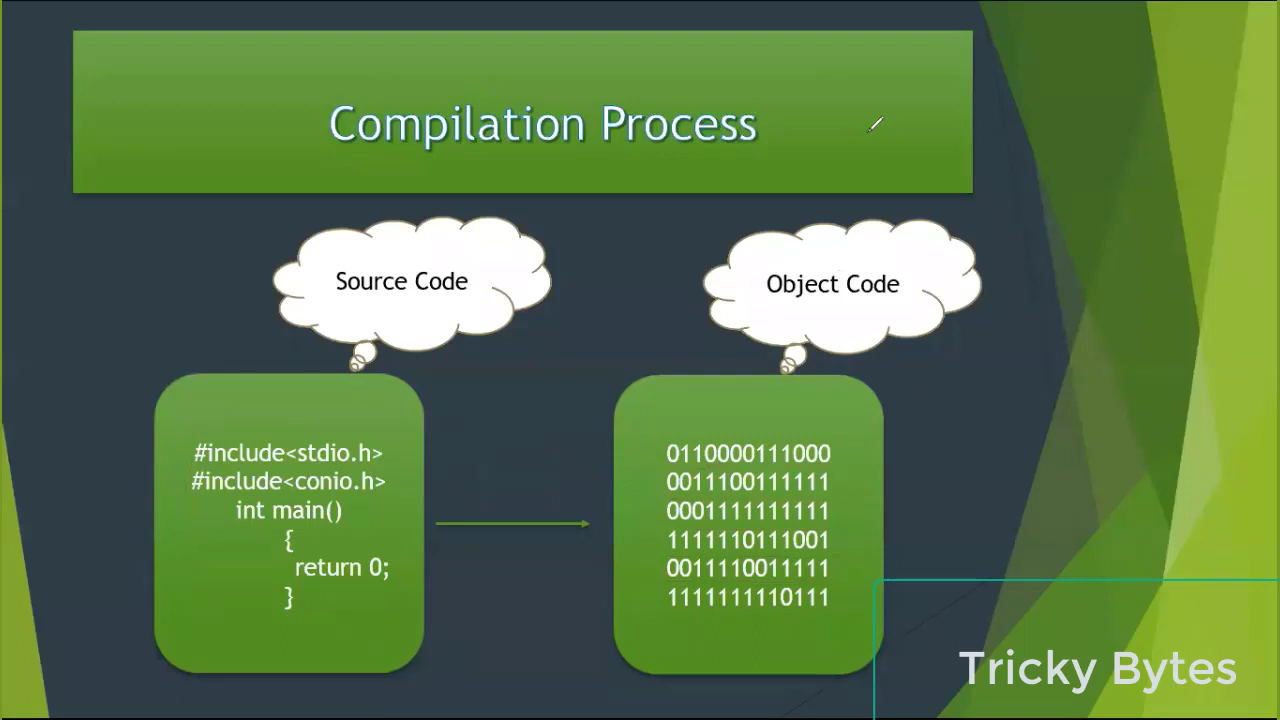 Compilation Process
Source Code
Object Code
#include<stdio.h>
#include<conio.h>
int main()
{
return 0;
}
0110000111000
0011100111111
0001111111111
1111110111001
0011110011111
1111111110111
Tricky Bytes